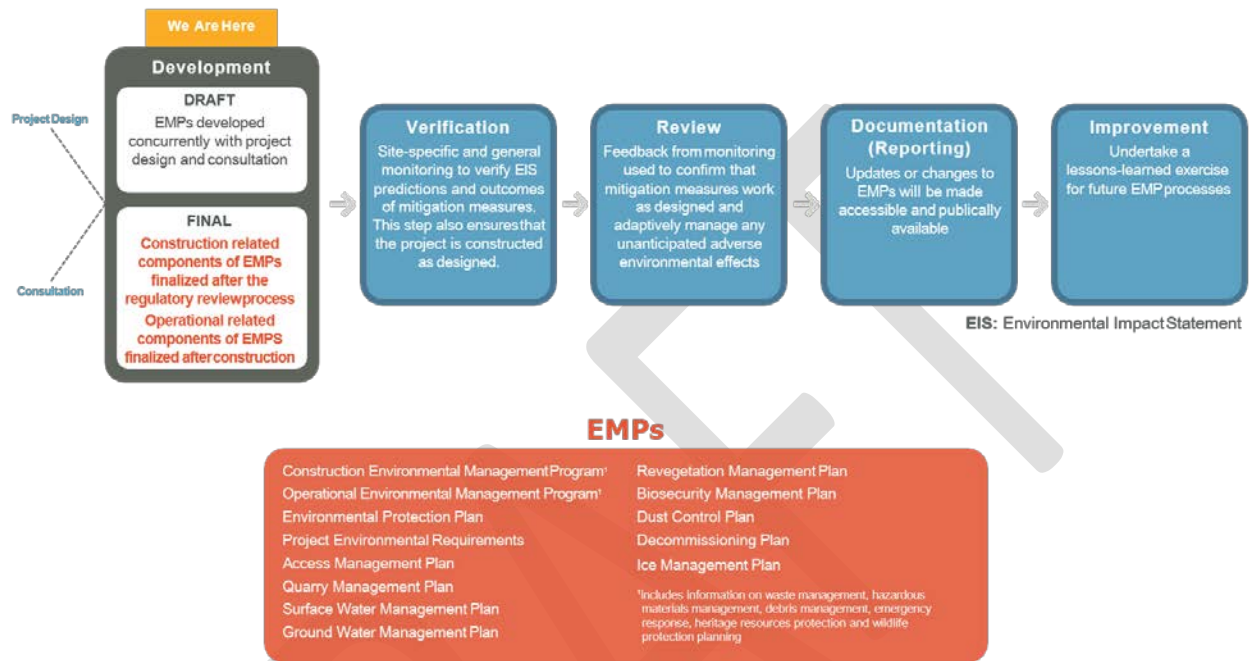 We Are Here
Development
DRAFT
EMPs developed
concurrently with project
design and consultation
FINAL
Construction related
components of EMPs
finalized after the
regulatory review process
Operational related
components of EMPS
finalized after construction
Project Design
Consultation
Verification
Site-specific and general
monitoring to verify EIS
predictions and outcomes
of mitigation measures.
This step also ensures that
the project is constructed
as designed.
Review
Feedback from monitoring
used to confirm that
mitigation measures work
as designed and
adaptively manage any
unanticipated adverse
environmental effects
Documentation
(Reporting)
Updates or changes to
EMPs will be made
accessible and publically
available
Improvement
Undertake a
lessons-learned exercise
for future EMP processes
EIS: Environmental Impact Statement
EMPs
Construction Environmental Management Program¹
Operational Environmental Management Program¹
Environmental Protection Plan
Project Environmental Requirements
Access Management Plan
Quarry Management Plan
Surface Water Management Plan
Ground Water Management Plan
Revegetation Management Plan
Biosecurity Management Plan
Dust Control Plan
Decommissioning Plan
Ice Management Plan
¹Includes information on waste management, hazardous
materials management, debris management, emergency
response, heritage resources protection and wildlife
protection planning